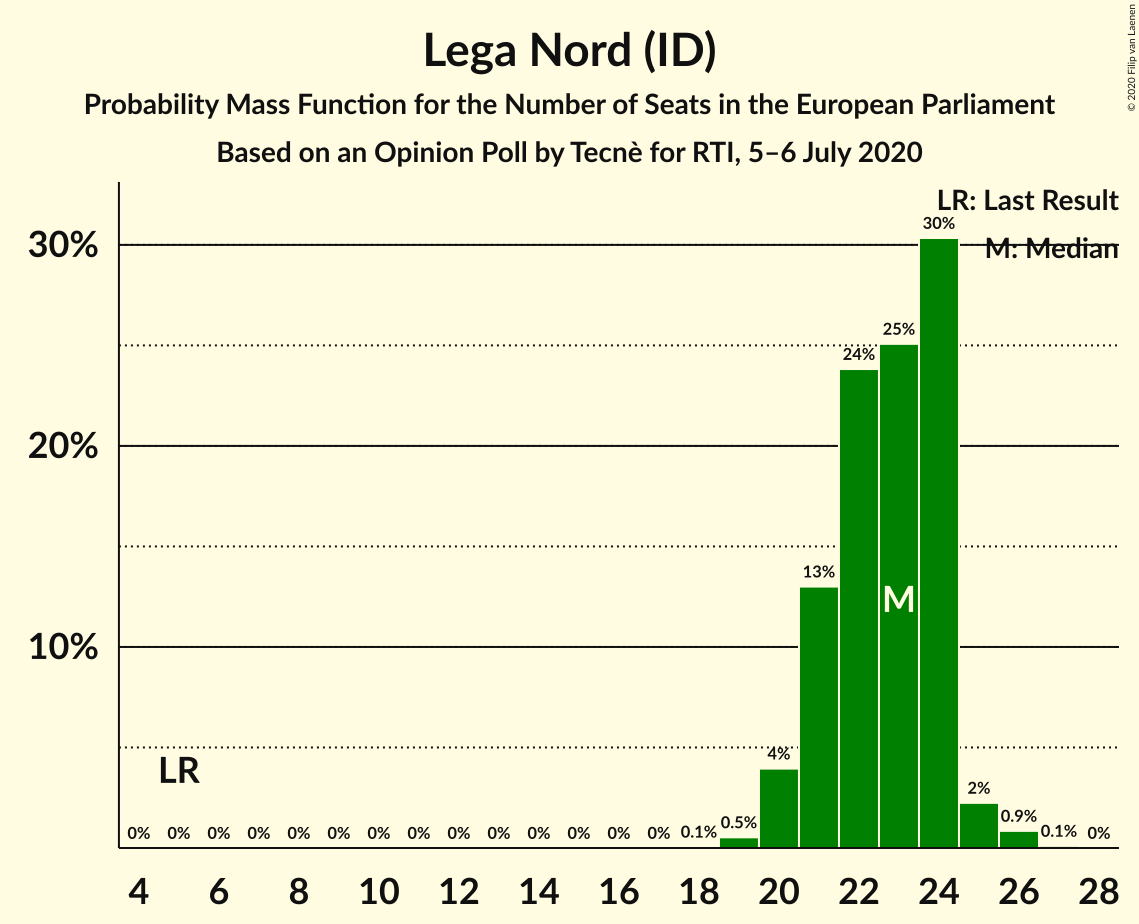 Lega Nord (ID)
Probability Mass Function for the Number of Seats in the European Parliament
Based on an Opinion Poll by Tecnè for RTI, 5–6 July 2020
© 2020 Filip van Laenen
LR: Last Result
M: Median
30%
20%
10%
LR
M
0% 0% 0% 0% 0% 0% 0% 0% 0% 0% 0% 0% 0% 0% 0.1% 0.5% 4% 13% 24% 25% 30% 2% 0.9% 0.1% 0%
4 6 8 10 12 14 16 18 20 22 24 26 28